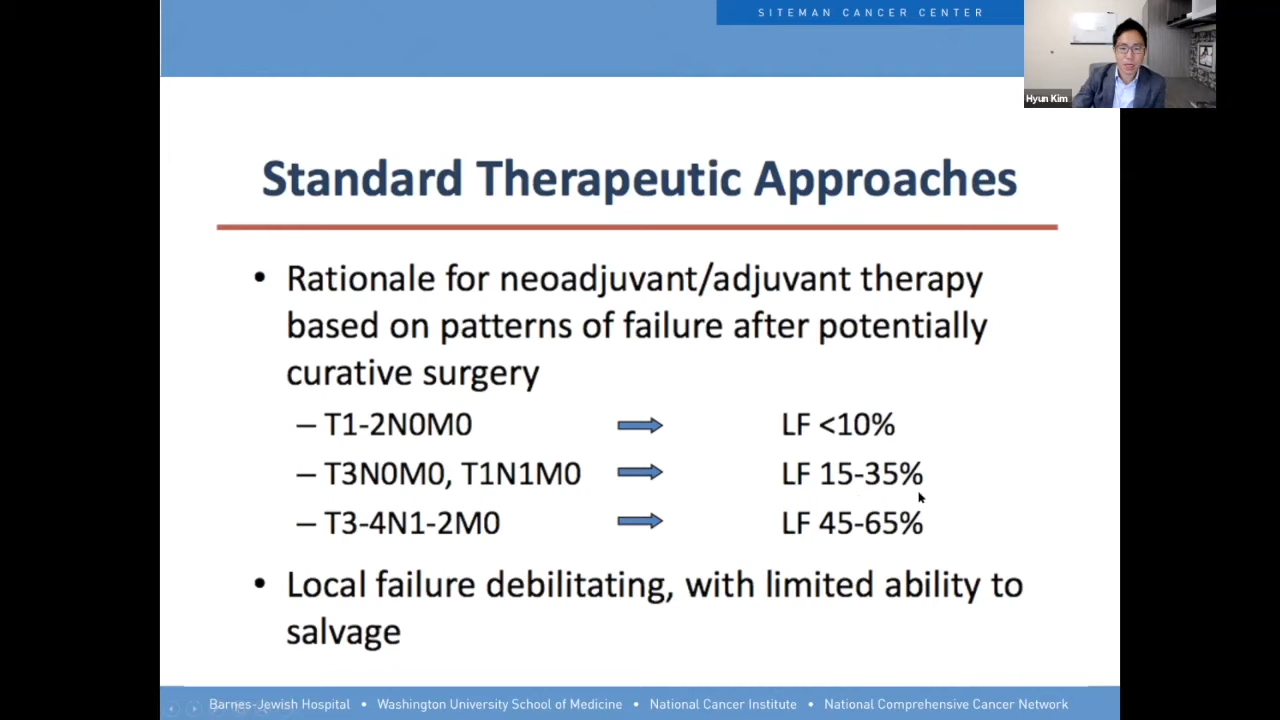 SITEMAN CANCER CENTER
Hyun Kim
Standard Therapeutic Approaches
• Rationale for neoadjuvant/adjuvant therapy
based on patterns of failure after potentially
curative surgery
– T1-2N0M0 LF <10%
– T3N0M0, T1N1M0 LF 15-35%
– T3-4N1-2M0 LF 45-65%
• Local failure debilitating, with limited ability to
salvage
Barnes-Jewish Hospital • Washington University School of Medicine • National Cancer Institute • National Comprehensive Cancer Network